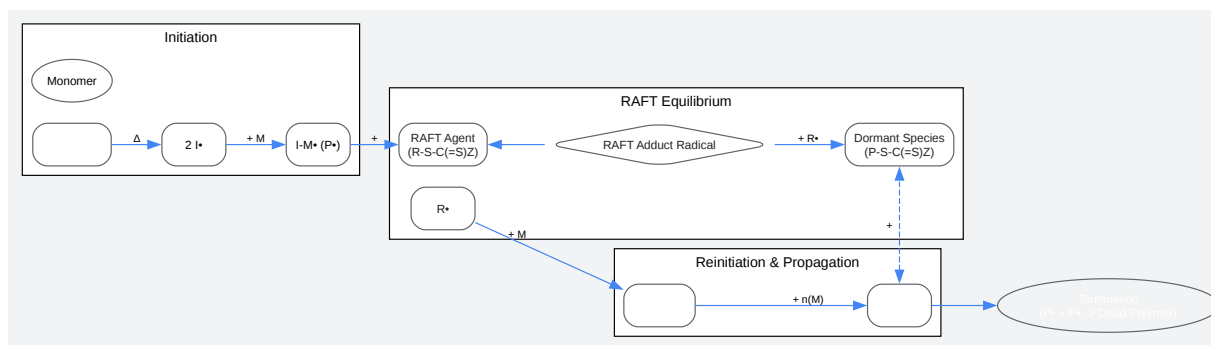 Initiation
Monomer
Δ
2 I•
+ M
I-M• (P•)
+
RAFT Equilibrium
RAFT Agent
(R-S-C(=S)Z)
RAFT Adduct Radical
+ R•
Dormant Species
(P-S-C(=S)Z)
R•
+ M
+
Reinitiation & Propagation
+ n(M)
Termination
(P• + P• -> Dead Polymer)